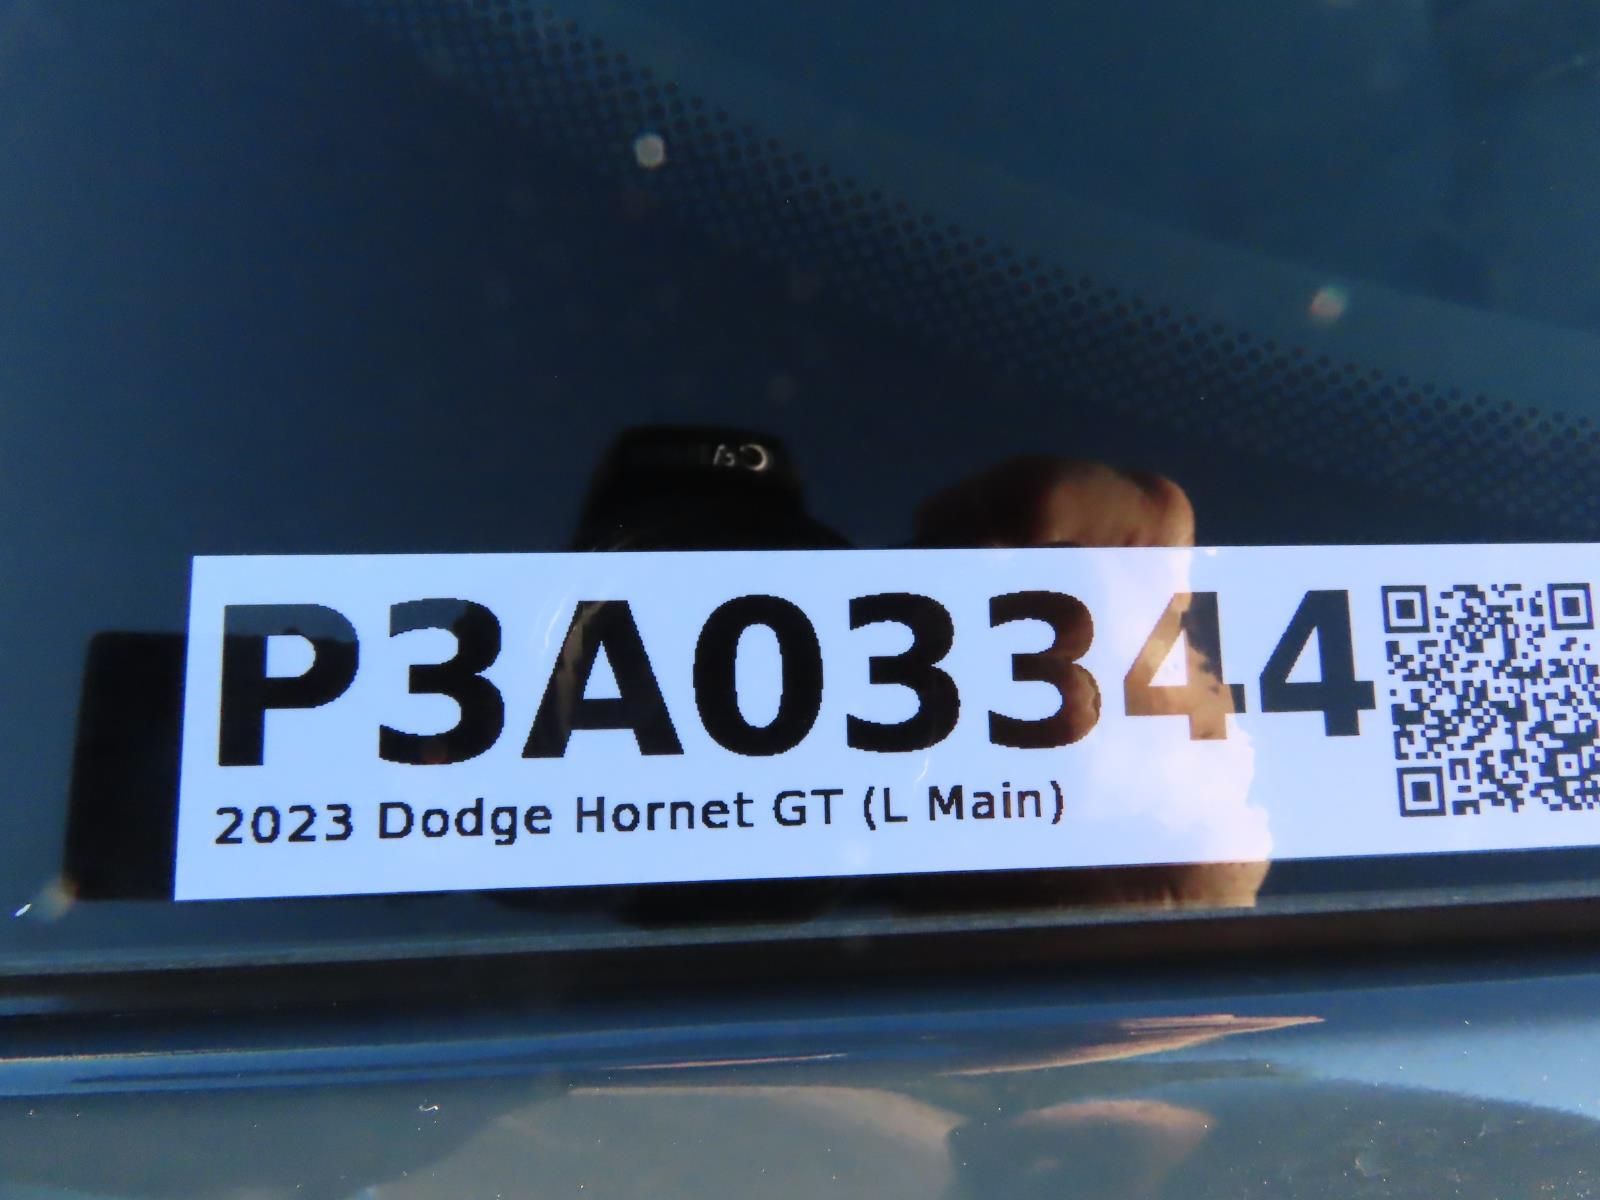 P3A03344
2023 Dodge Hornet GT (L Main)